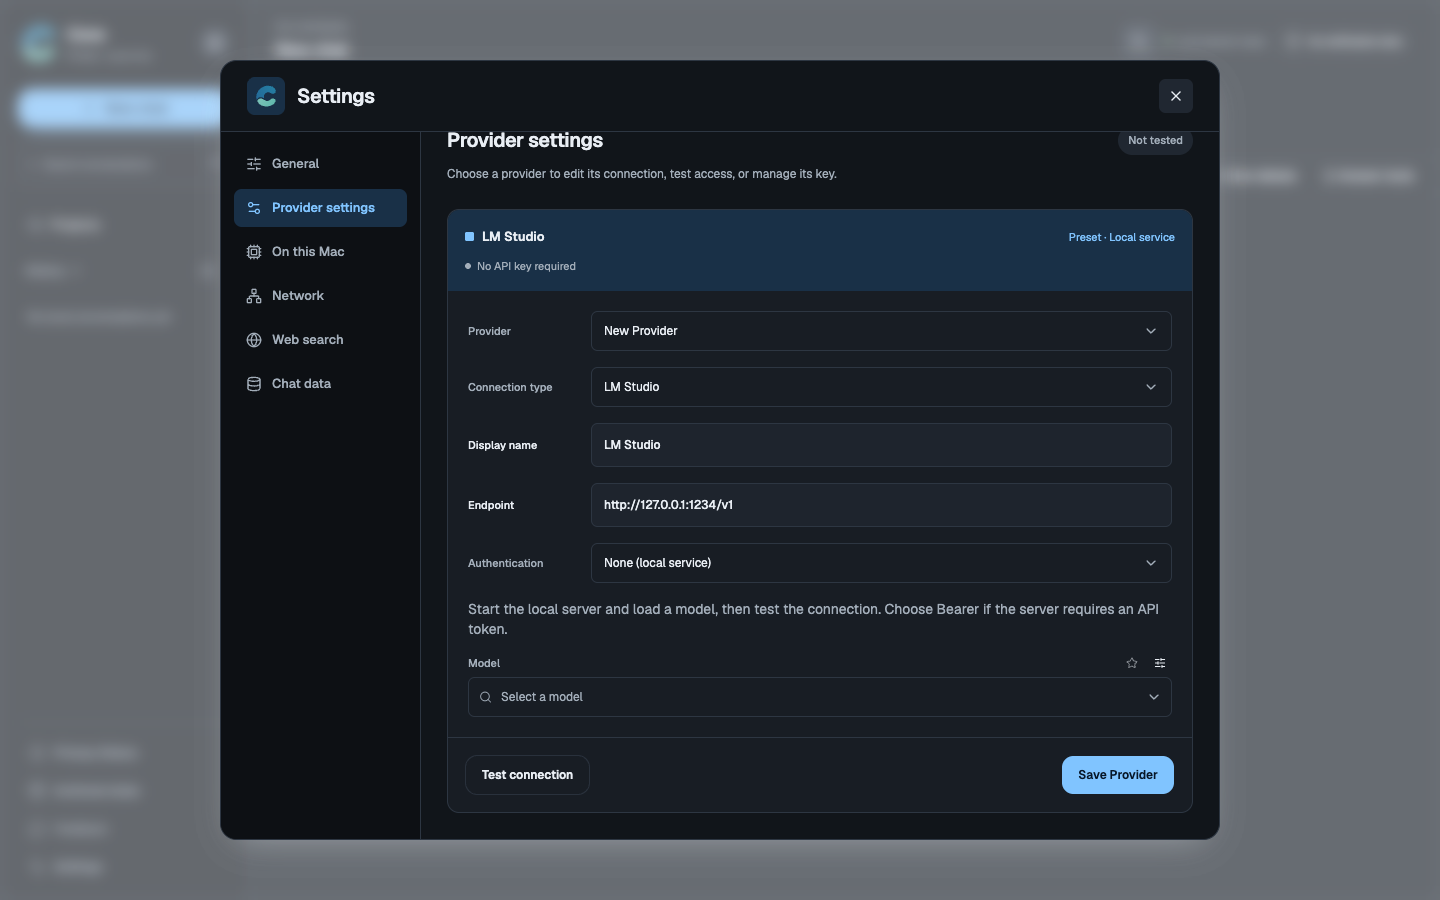 Settings
General
Provider settings
On this Mac
Network
Web search
Chat data
Provider settings
Not tested
Choose a provider to edit its connection, test access, or manage its key.
LM Studio
Preset · Local service
No API key required
Provider
New Provider
Connection type
LM Studio
Display name
LM Studio
Endpoint
http://127.0.0.1:1234/v1
Authentication
None (local service)
Start the local server and load a model, then test the connection. Choose Bearer if the server requires an API
token.
Model
Select a model
Test connection
Save Provider